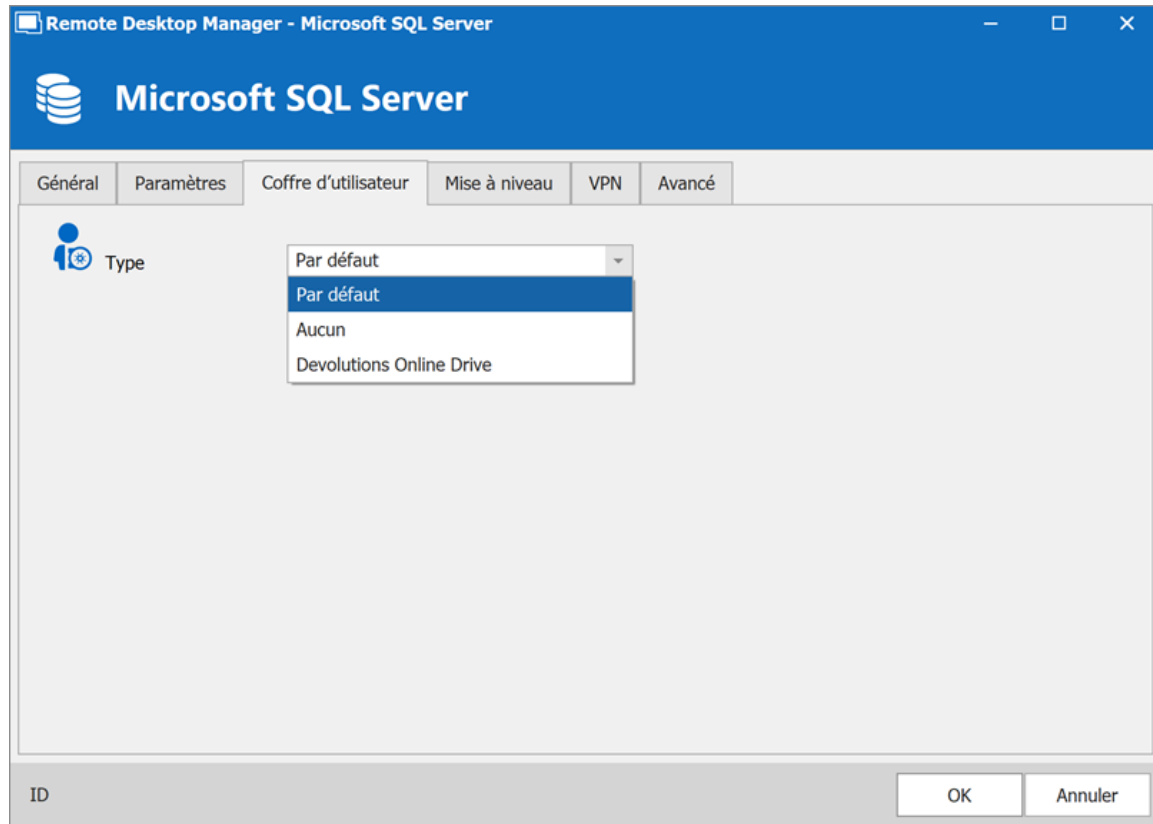 Remote Desktop Manager - Microsoft SQL Server
Microsoft SQL Server
Général Paramètres Coffre d'utilisateur Mise à niveau VPN Avancé
Type Par défaut
Par défaut
Aucun
Devolutions Online Drive
ID OK Annuler